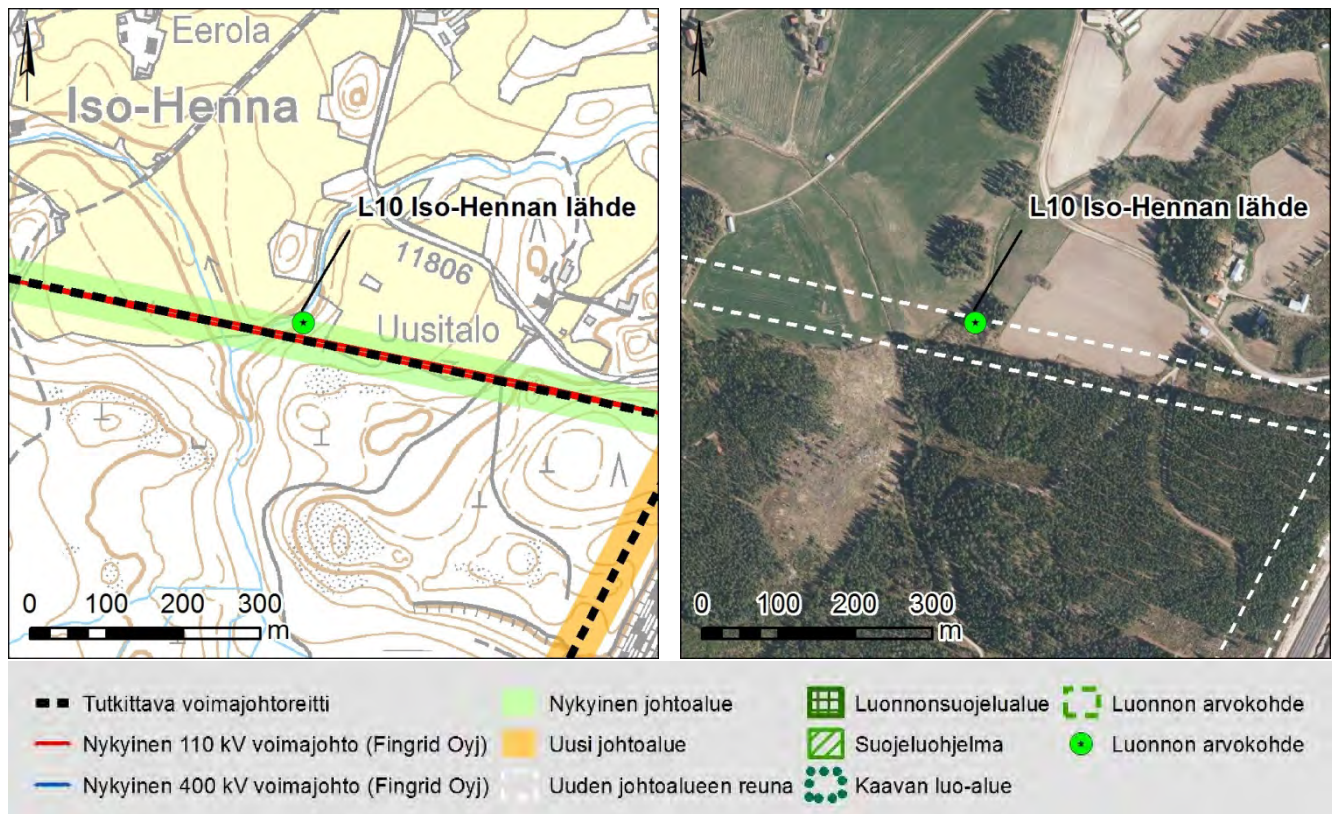 Eerola
Iso-Henna
L10 Iso-Hennan lähde
11806
Uusitalo
0 100 200 300
m
L10 Iso-Hennan lähde
0 100 200 300
m
Tutkittava voimajohtoreitti
Nykyinen 110 kV voimajohto (Fingrid Oyj)
Nykyinen 400 kV voimajohto (Fingrid Oyj)
Nykyinen johtoalue
Uusi johtoalue
Uuden johtoalueen reuna
Luonnonsuojelualue
Suojeluohjelma
Kaavan luo-alue
Luonnon arvokohde
Luonnon arvokohde